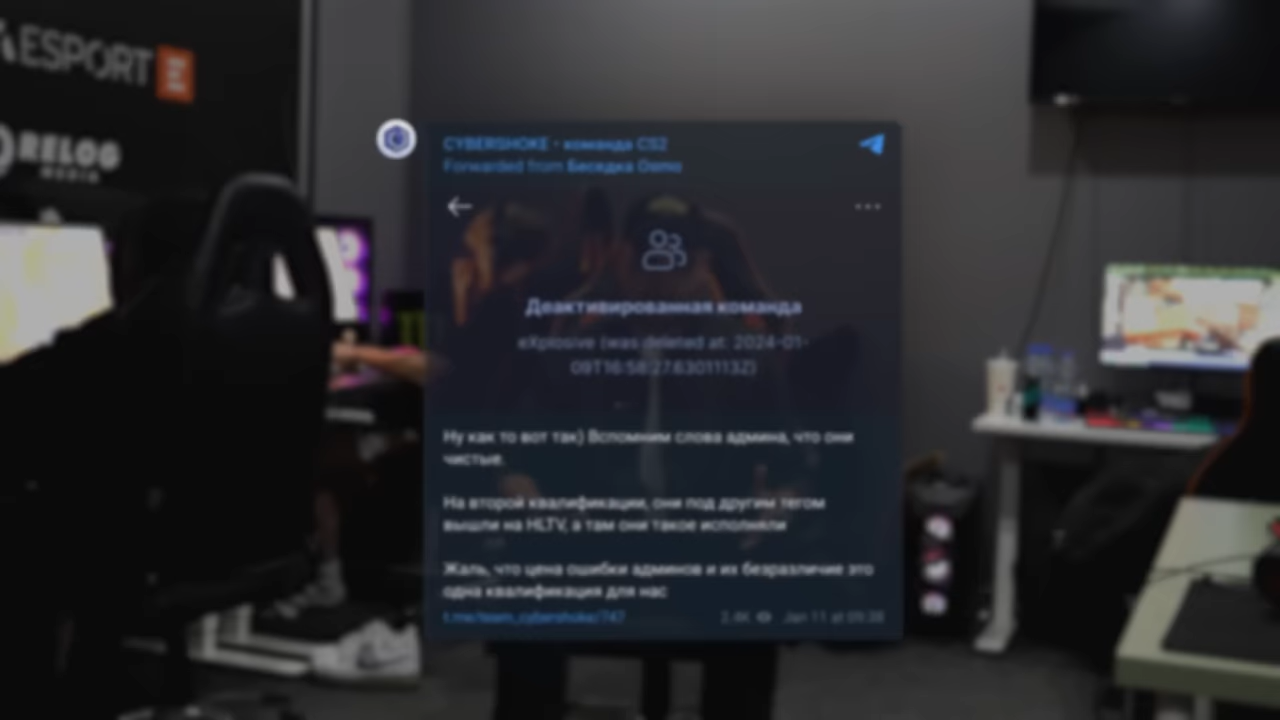 ESPORT E
RELOG
MEDIA
CYBERSHOKE • команда CS2
Forwarded from Беседка Domo
Деактивированная команда
eXplosive (was deleted at: 2024-01-
09T16:58:27.6301113Z)
Ну как то вот так) Вспомним слова админа, что они
чистые.
На второй квалификации, они под другим тегом
вышли на HLTV, а там они такое исполняли
Жаль, что цена ошибки админов и их безразличие это
одна квалификация для нас
t.me/team_cybershoke/747
2.4K Jan 11 at 09:38